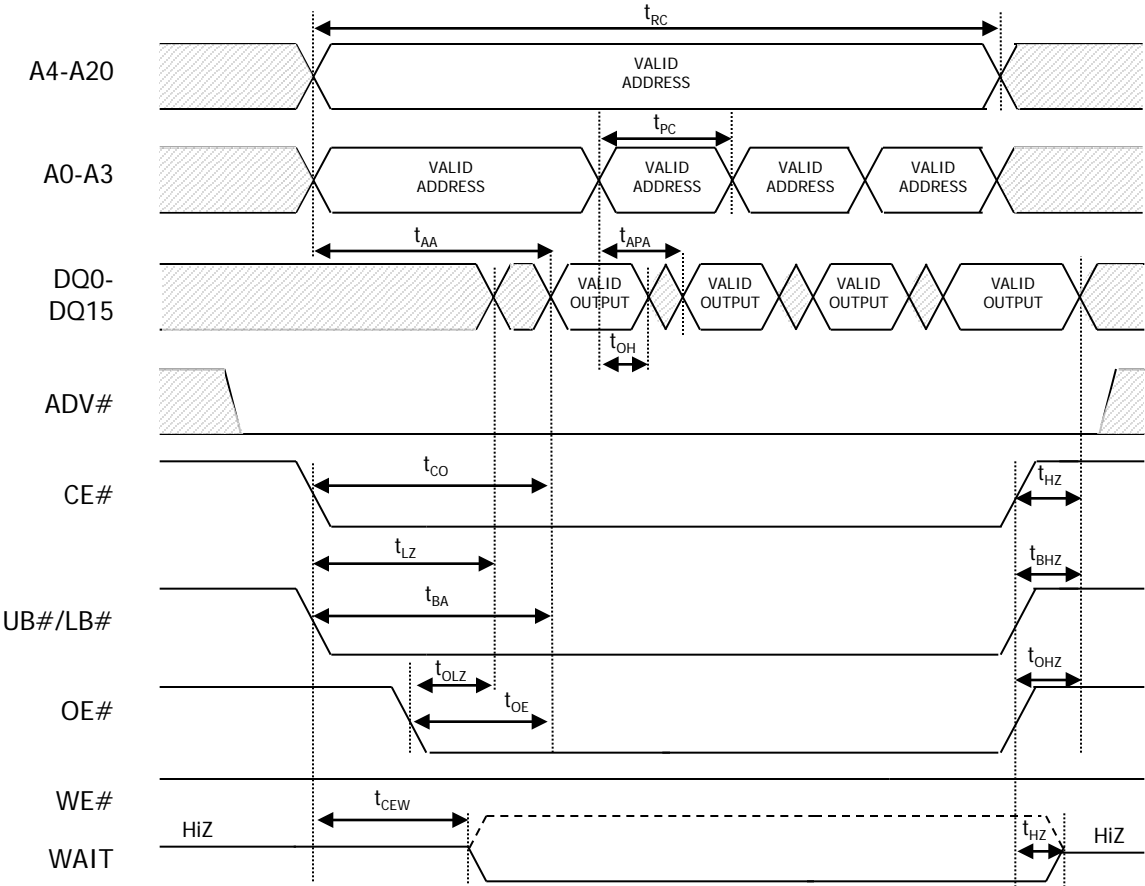 tRC
A4-A20
VALID
ADDRESS
tPC
A0-A3
VALID
ADDRESS
VALID
ADDRESS
VALID
ADDRESS
VALID
ADDRESS
tAA
tAPA
DQ0-
DQ15
VALID
OUTPUT
VALID
OUTPUT
VALID
OUTPUT
VALID
OUTPUT
tOH
ADV#
CE#
tCO
tHZ
tLZ
tBHZ
UB#/LB#
tBA
tOLZ
tOHZ
OE#
tOE
WE#
tCEW
HiZ
tHZ
HiZ
WAIT